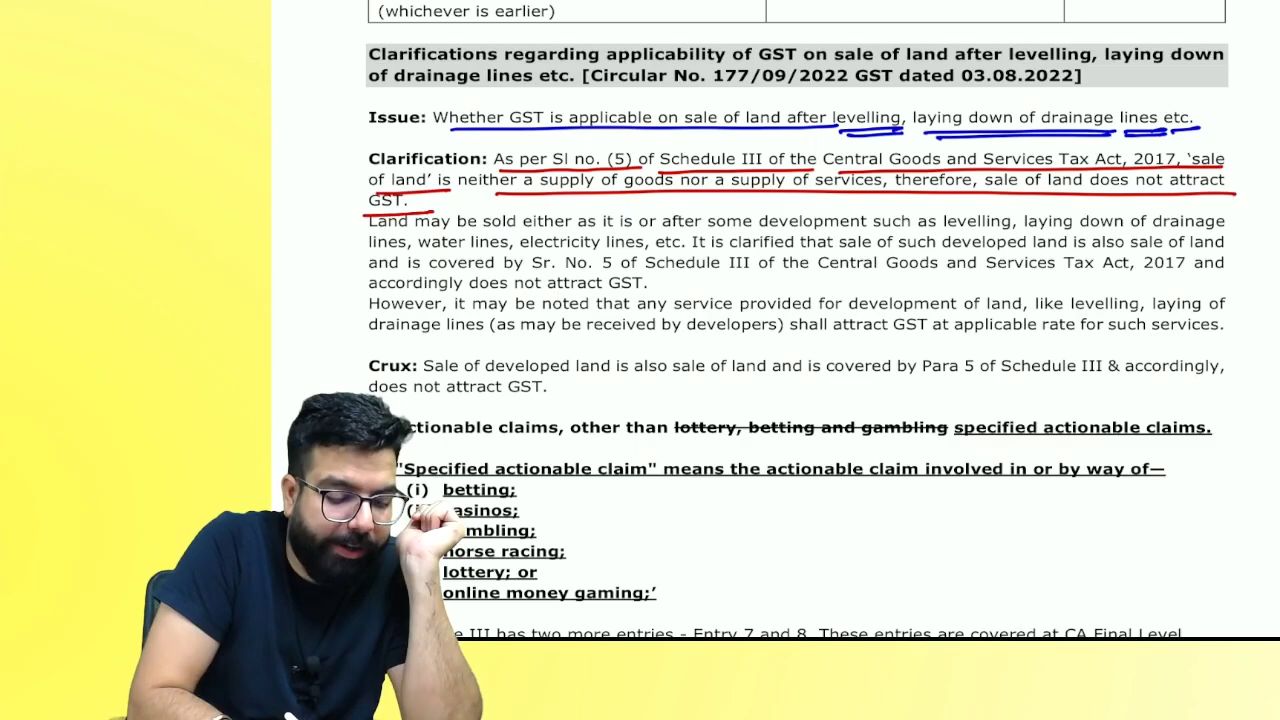 (whichever is earlier)
Clarifications regarding applicability of GST on sale of land after levelling, laying down
of drainage lines etc. [Circular No. 177/09/2022 GST dated 03.08.2022]
Issue: Whether GST is applicable on sale of land after levelling, laying down of drainage lines etc.
Clarification: As per Sl no. (5) of Schedule III of the Central Goods and Services Tax Act, 2017, ‘sale
of land’ is neither a supply of goods nor a supply of services, therefore, sale of land does not attract
GST.
Land may be sold either as it is or after some development such as levelling, laying down of drainage
lines, water lines, electricity lines, etc. It is clarified that sale of such developed land is also sale of land
and is covered by Sr. No. 5 of Schedule III of the Central Goods and Services Tax Act, 2017 and
accordingly does not attract GST.
However, it may be noted that any service provided for development of land, like levelling, laying of
drainage lines (as may be received by developers) shall attract GST at applicable rate for such services.
Crux: Sale of developed land is also sale of land and is covered by Para 5 of Schedule III & accordingly,
does not attract GST.
claims, other than lottery, betting and gambling specified actionable claims.
"Specified actionable claim" means the actionable claim involved in or by way of—
(i) betting;
horse racing;
lottery; or
online money gaming;’
III has two more entries - Entry 7 and 8. These entries are covered at CA Final Level